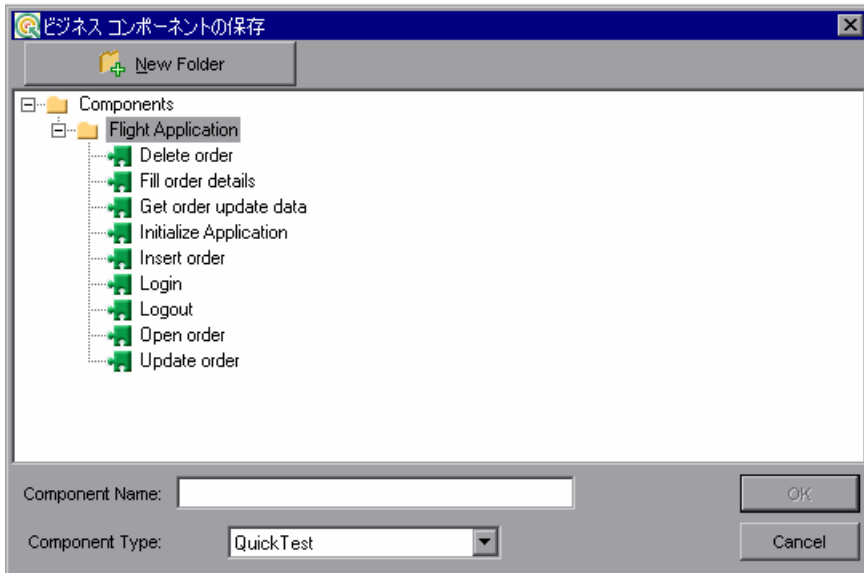 ビジネス コンポーネントの保存
New Folder
Components
Flight Application
Delete order
Fill order details
Get order update data
Initialize Application
Insert order
Login
Logout
Open order
Update order
Component Name:
OK
Component Type:
QuickTest
Cancel